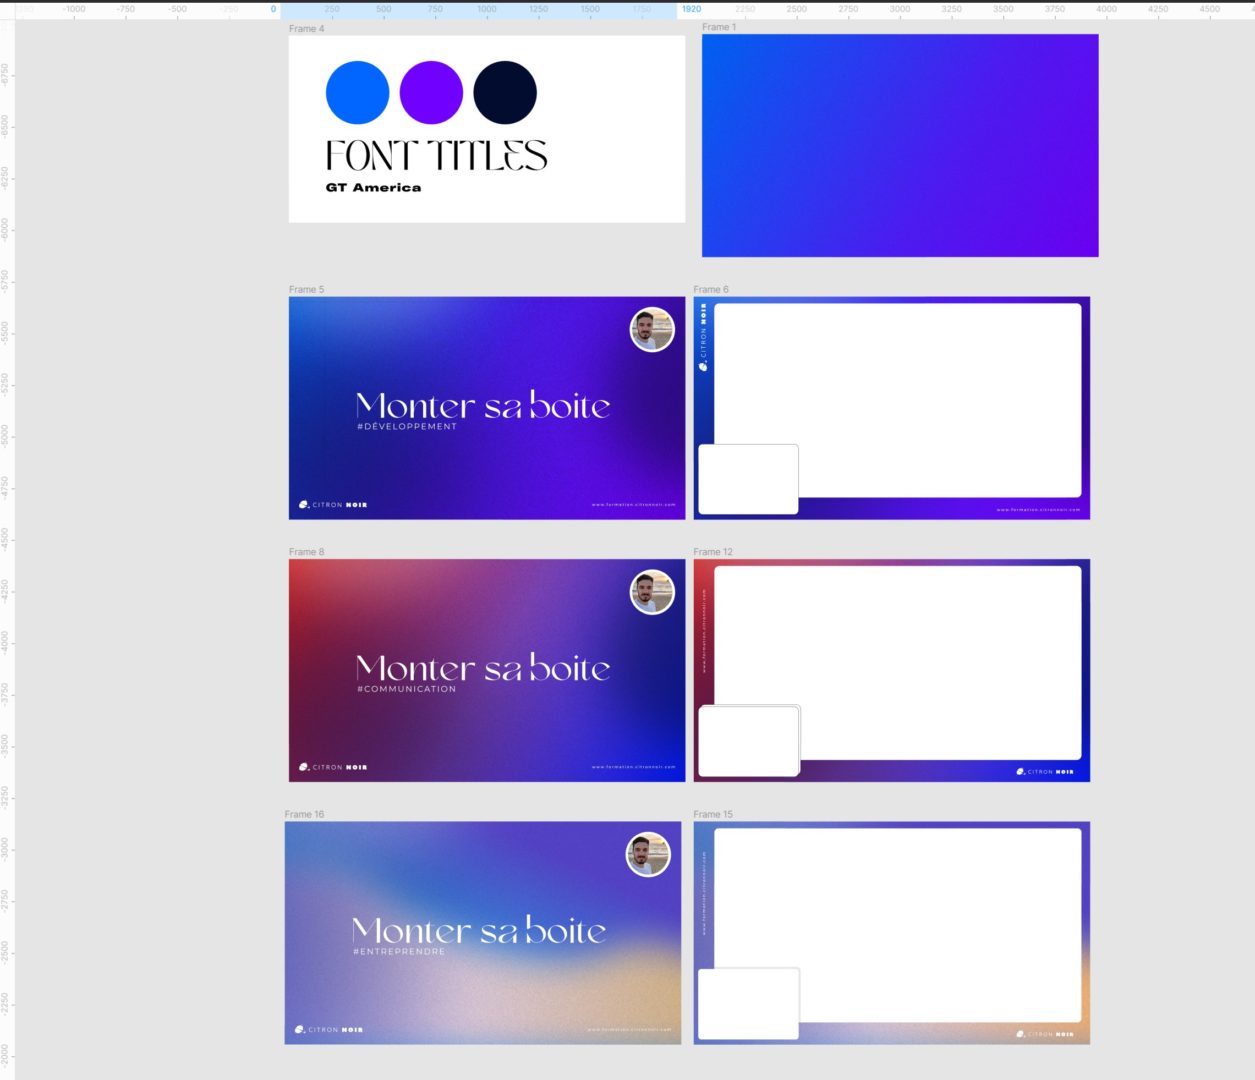 0
250
500
750
1000
1250
1500
1750
1920
2250
2500
2750
3000
3250
3500
3750
4000
4250
4500
-1000
-750
-500
-250
-6750
-6500
-6250
-6000
-5750
-5500
-5250
-5000
-4750
-4500
-4250
-4000
-3750
-3500
-3250
-3000
-2750
-2500
-2250
-2000
Frame 4
Frame 1
FONT TITLES
GT America
Frame 5
Frame 6
CITRON NOIR
Monter sa boite
#DÉVELOPPEMENT
CITRON NOIR
www.formation.citronnoir.com
www.formation.citronnoir.com
Frame 8
Frame 12
www.formation.citronnoir.com
Monter sa boite
#COMMUNICATION
CITRON NOIR
www.formation.citronnoir.com
CITRON NOIR
Frame 16
Frame 15
www.formation.citronnoir.com
Monter sa boite
#ENTREPRENDRE
CITRON NOIR
www.formation.citronnoir.com
CITRON NOIR